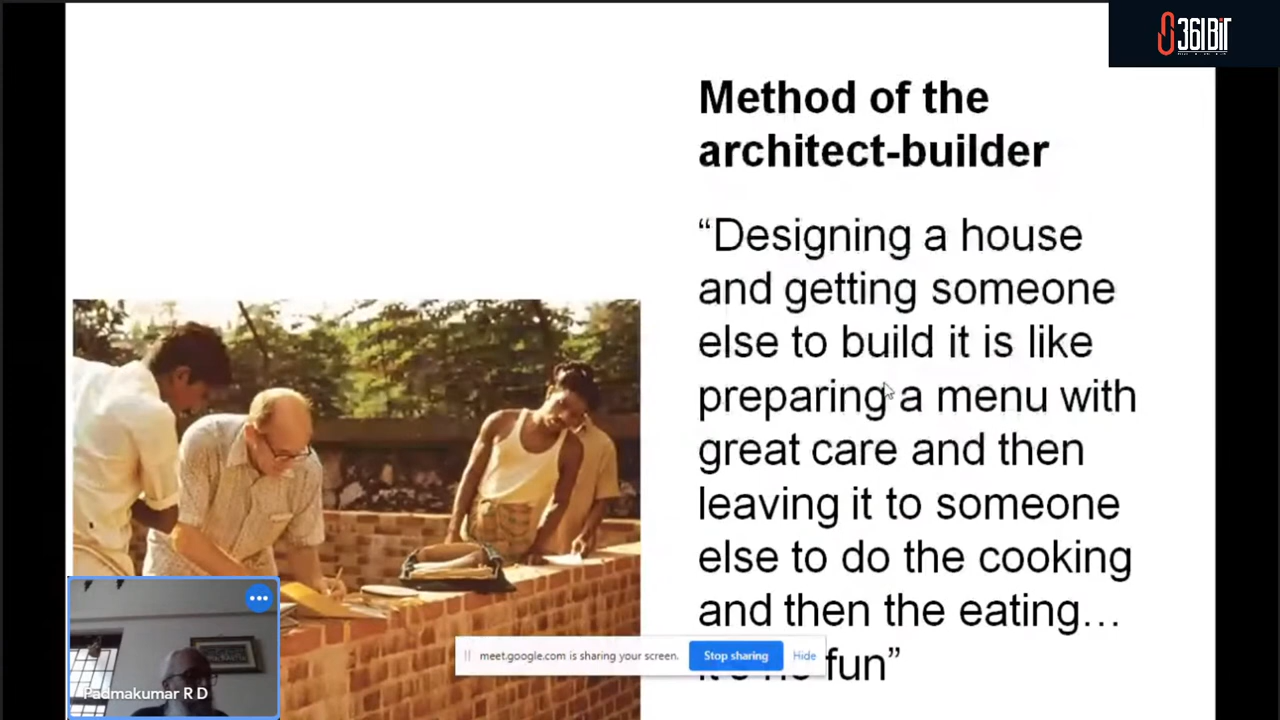 361BiT
Method of the
architect-builder
“Designing a house
and getting someone
else to build it is like
preparing a menu with
great care and then
leaving it to someone
else to do the cooking
and then the eating…
fun”
meet.google.com is sharing your screen.
Stop sharing
Hide
Padmakumar R D